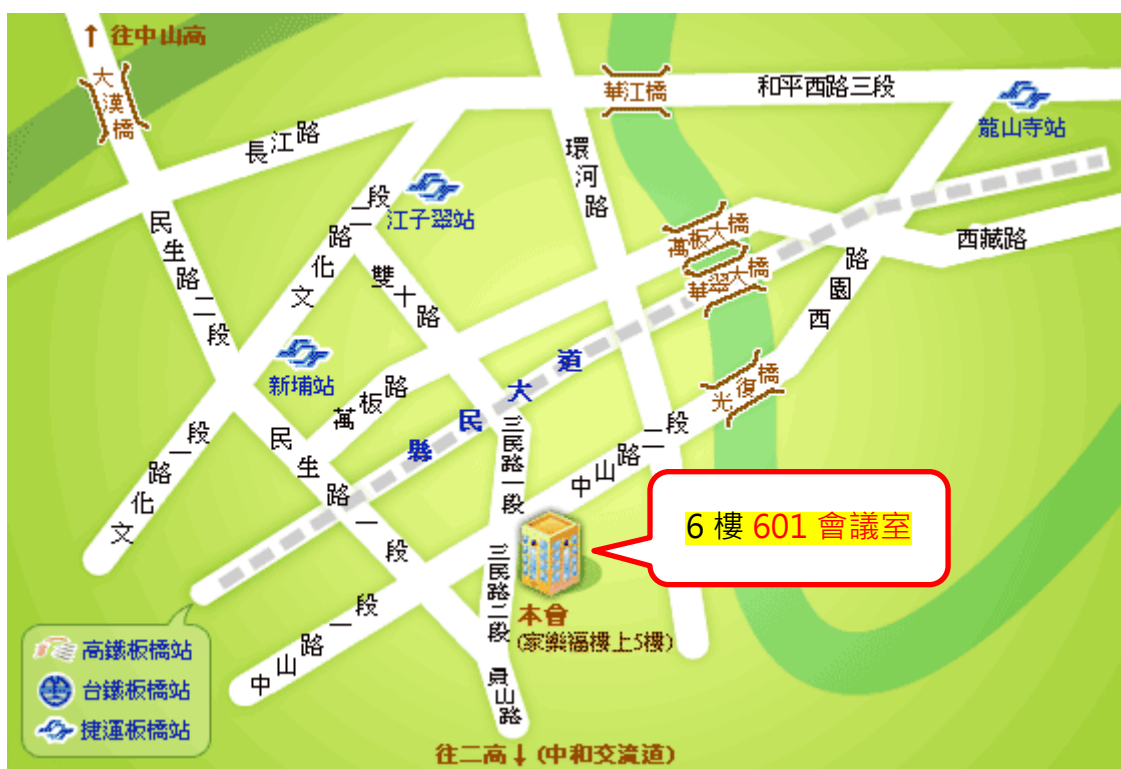 ↑ 往中山高
大漢橋
華江橋
和平西路三段
龍山寺站
長江路
環河路
文化路二段
江子翠站
民生路二段
雙十路
萬板大橋
華翠大橋
西藏路
西園路
新埔站
萬板路
縣民大道
光復橋
文化路一段
民生路一段
三民路一段
中山路二段
6 樓 601 會議室
三民路二段
本會
(家樂福樓上5樓)
中山路一段
員山路
高鐵板橋站
台鐵板橋站
捷運板橋站
往二高↓(中和交流道)